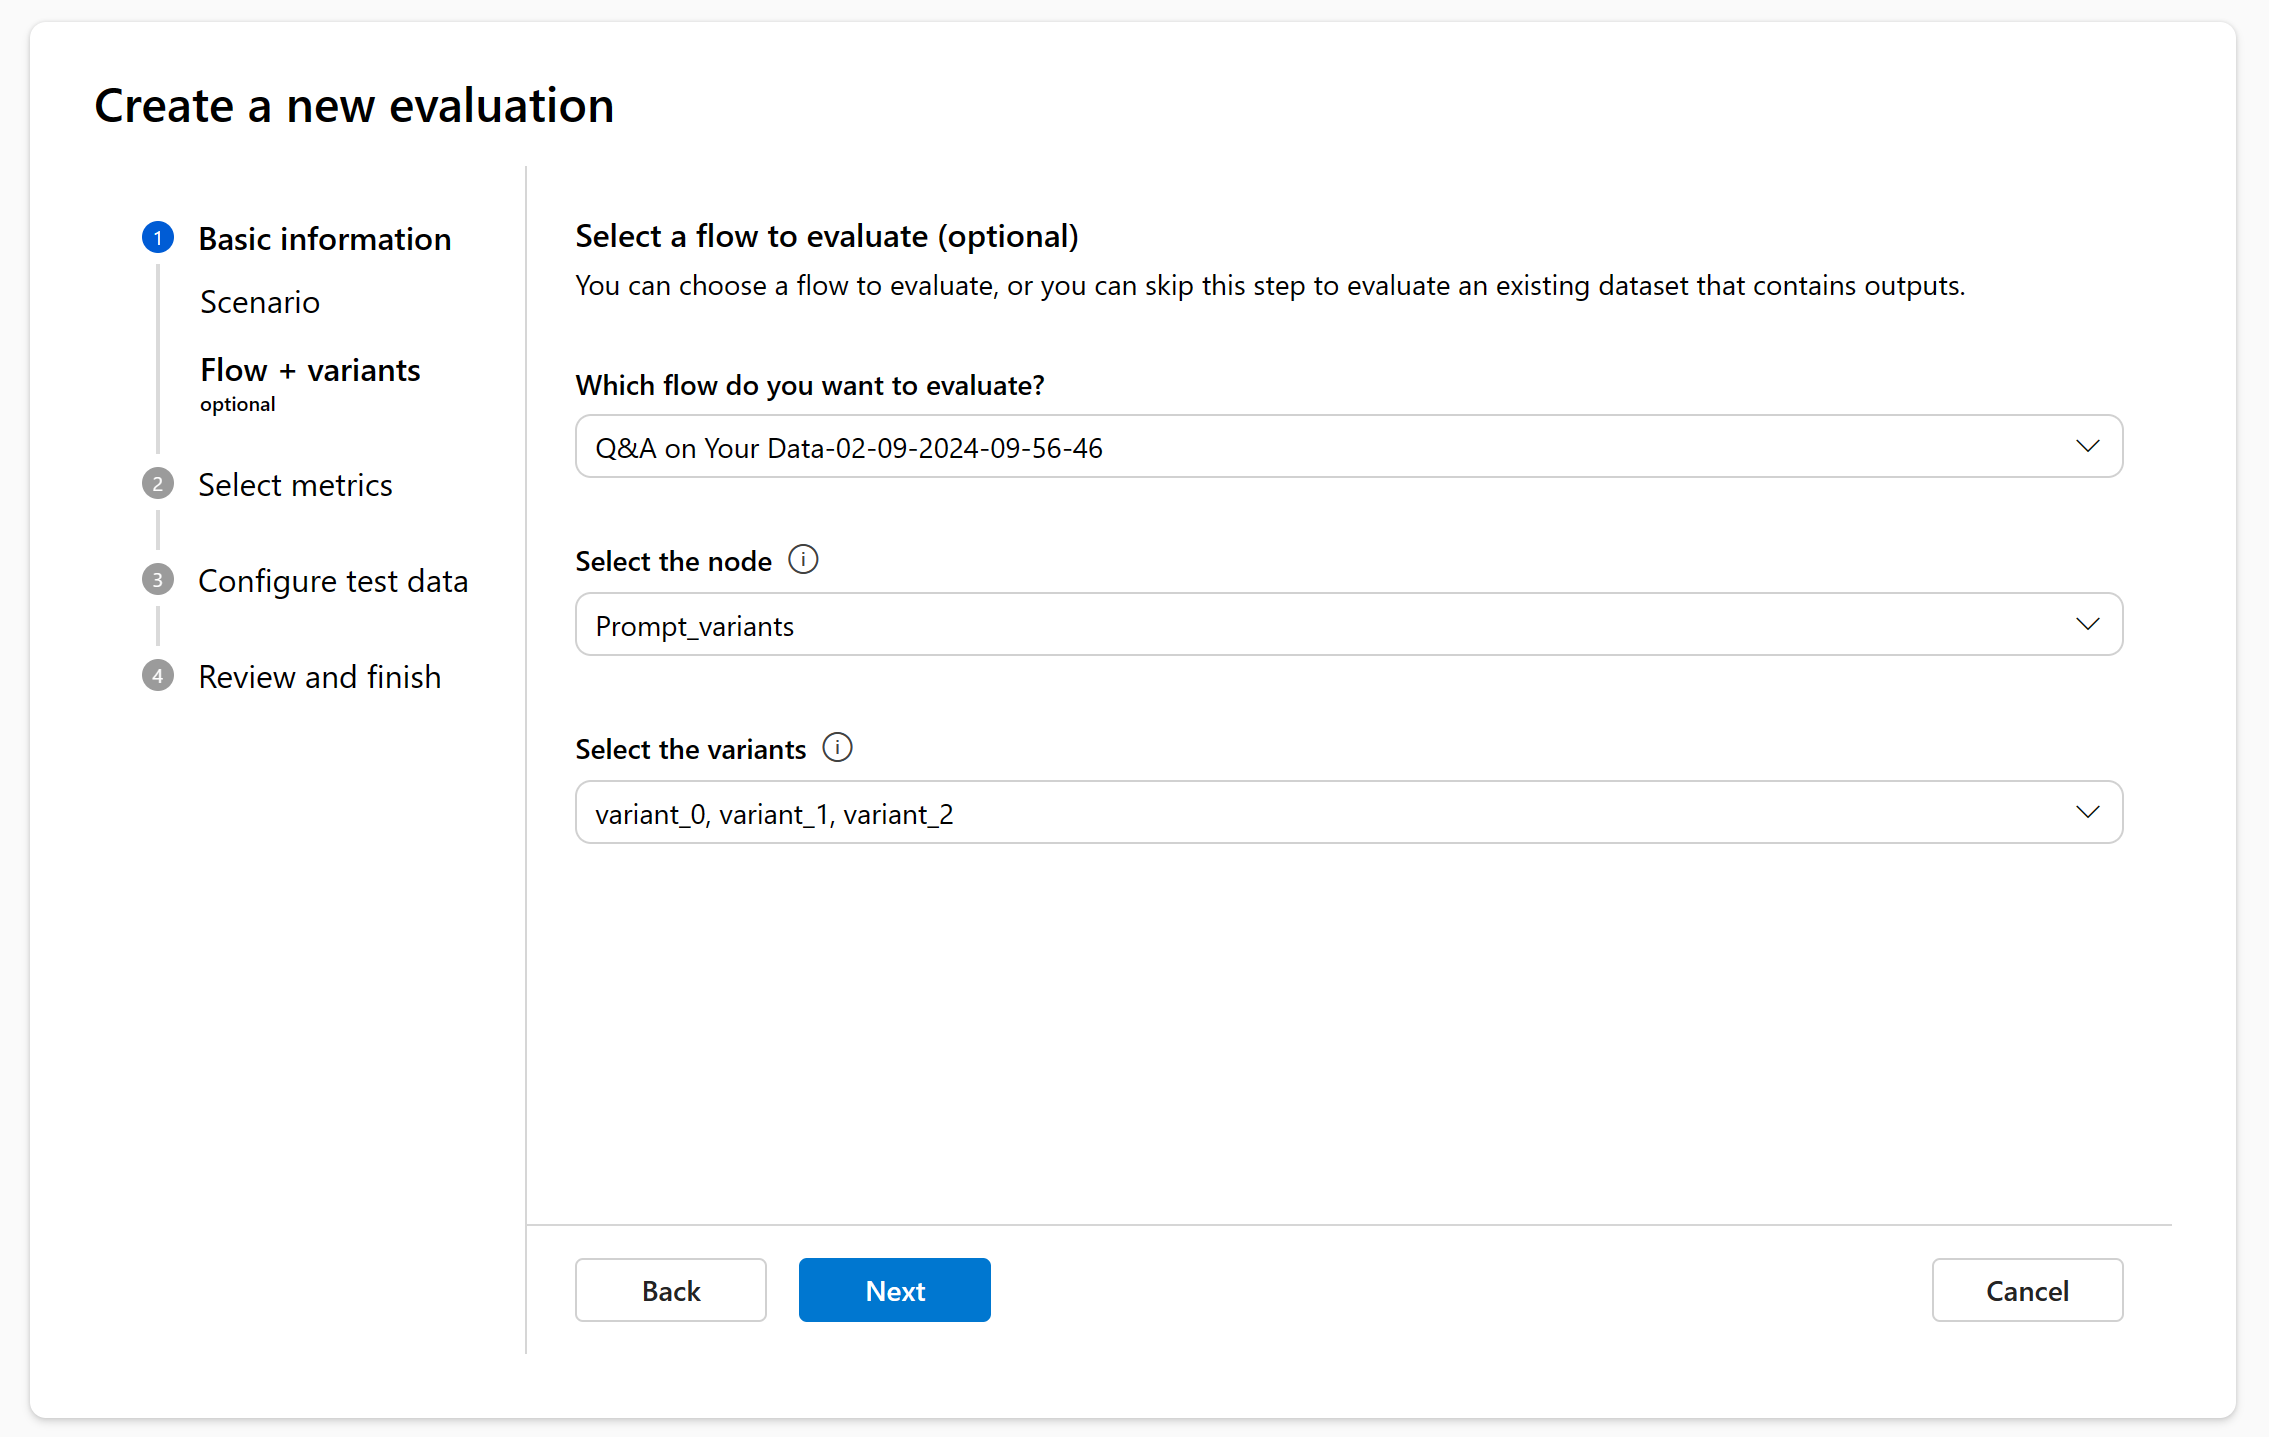 Create a new evaluation
1 Basic information
Scenario
Flow + variants
optional
2 Select metrics
3 Configure test data
4 Review and finish
Select a flow to evaluate (optional)
You can choose a flow to evaluate, or you can skip this step to evaluate an existing dataset that contains outputs.
Which flow do you want to evaluate?
Q&A on Your Data-02-09-2024-09-56-46
Select the node
Prompt_variants
Select the variants
variant_0, variant_1, variant_2
Back Next Cancel